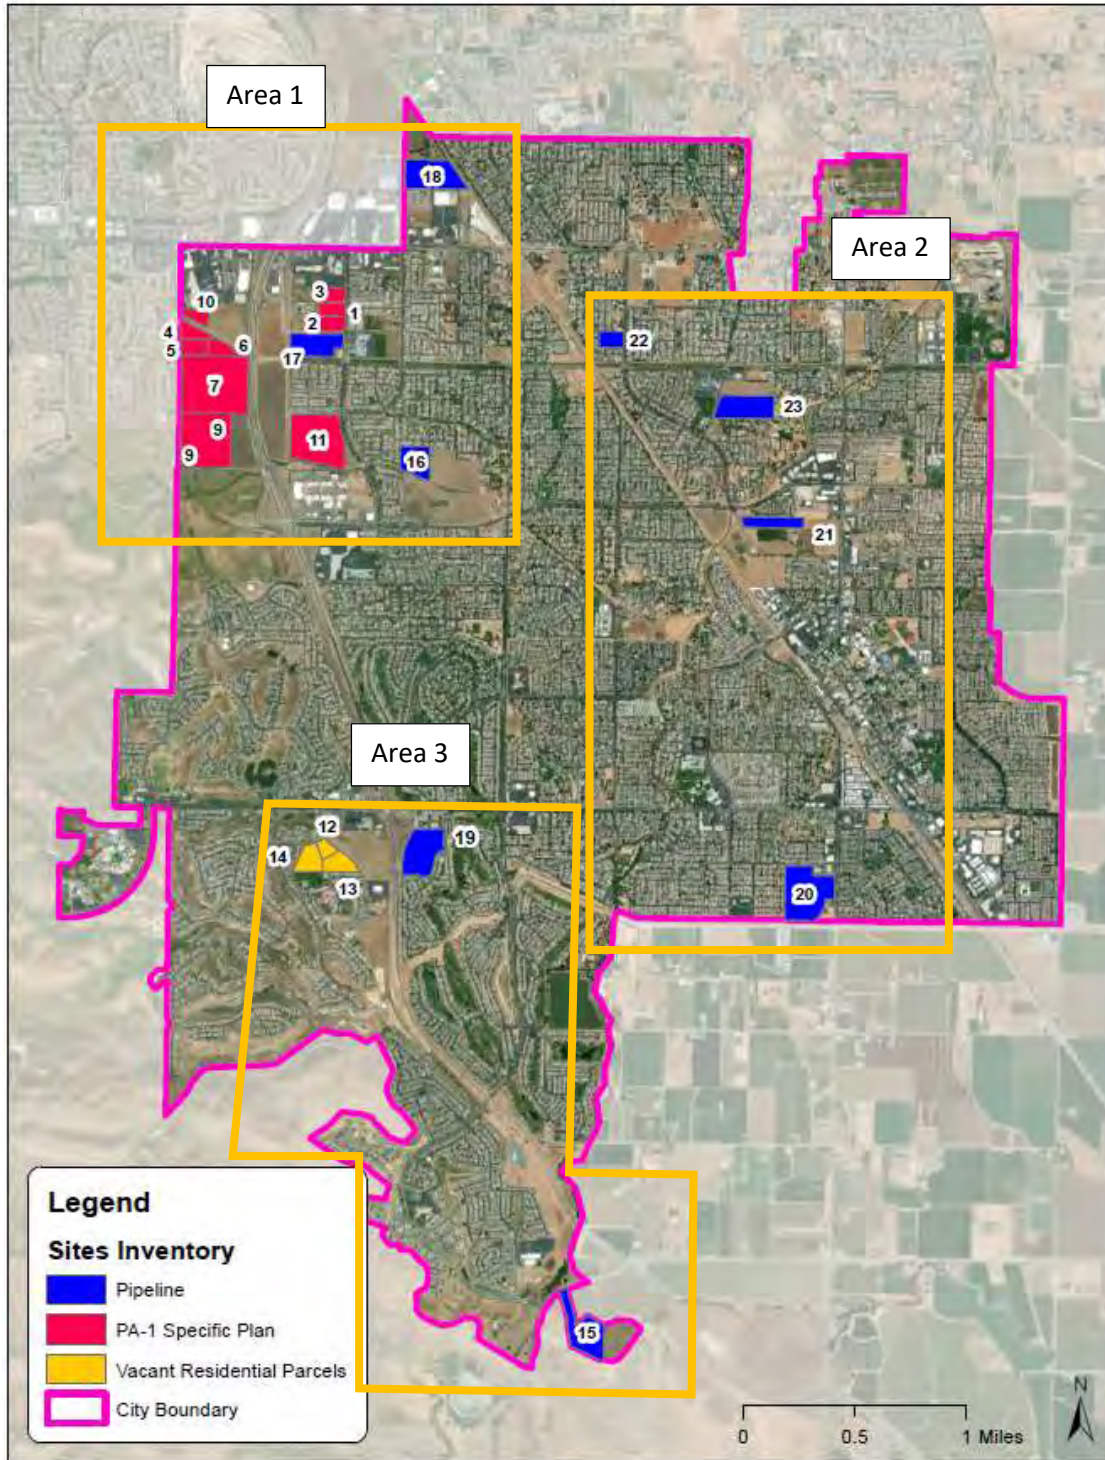 Area 1
18
Area 2
10
3
1
4
2
5
6
17
22
7
23
9
11
9
16
21
Area 3
12
19
14
13
20
Legend
Sites Inventory
Pipeline
PA-1 Specific Plan
Vacant Residential Parcels
City Boundary
15
N
0 0.5 1 Miles